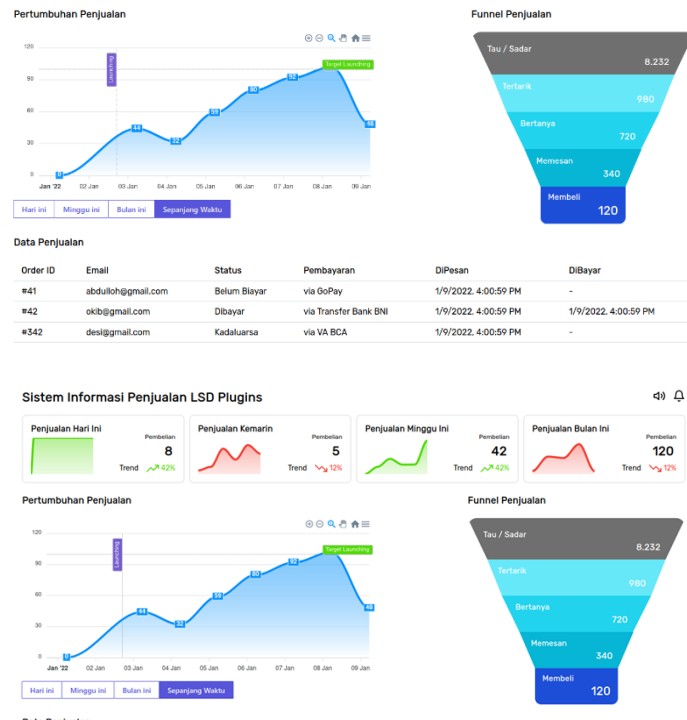 Pertumbuhan Penjualan
Funnel Penjualan
120
90
60
30
0
Launching
Target Launching
0
44
32
59
80
92
48
Jan '22 02 Jan 03 Jan 04 Jan 05 Jan 06 Jan 07 Jan 08 Jan 09 Jan
Hari ini Minggu ini Bulan ini Sepanjang Waktu
Tau / Sadar
8.232
Tertarik
980
Bertanya
720
Memesan
340
Membeli
120
Data Penjualan
Order ID Email Status Pembayaran DiPesan DiBayar
#41 abdulloh@gmail.com Belum Biayar via GoPay 1/9/2022, 4:00:59 PM -
#42 okib@gmail.com Dibayar via Transfer Bank BNI 1/9/2022, 4:00:59 PM 1/9/2022, 4:00:59 PM
#342 desi@gmail.com Kadaluarsa via VA BCA 1/9/2022, 4:00:59 PM -
Sistem Informasi Penjualan LSD Plugins
Penjualan Hari Ini
Pembelian
8
Trend 42%
Penjualan Kemarin
Pembelian
5
Trend 12%
Penjualan Minggu Ini
Pembelian
42
Trend 42%
Penjualan Bulan Ini
Pembelian
120
Trend 12%
Pertumbuhan Penjualan
Funnel Penjualan
120
90
60
30
0
Launching
Target Launching
0
44
32
59
80
92
48
Jan '22 02 Jan 03 Jan 04 Jan 05 Jan 06 Jan 07 Jan 08 Jan 09 Jan
Hari ini Minggu ini Bulan ini Sepanjang Waktu
Tau / Sadar
8.232
Tertarik
980
Bertanya
720
Memesan
340
Membeli
120